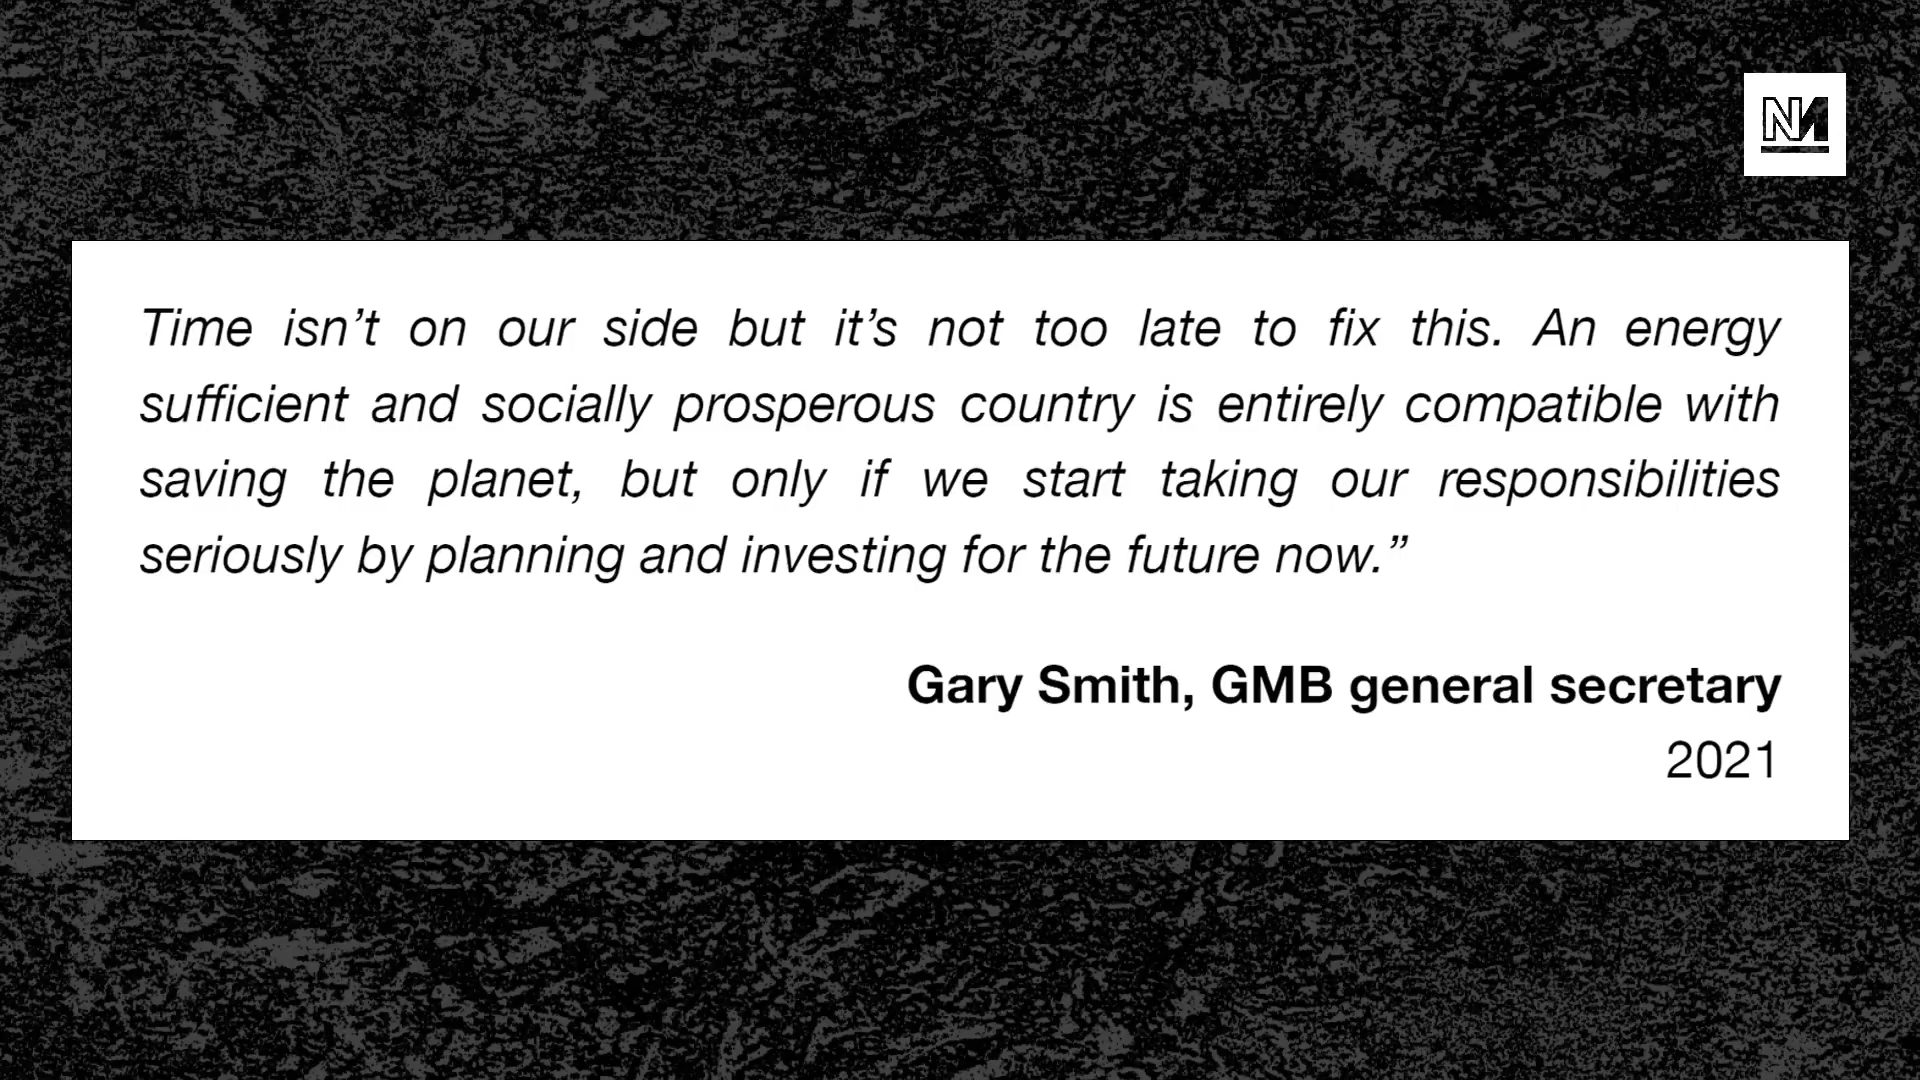 Time isn’t on our side but it’s not too late to fix this. An energy
sufficient and socially prosperous country is entirely compatible with
saving the planet, but only if we start taking our responsibilities
seriously by planning and investing for the future now.”
Gary Smith, GMB general secretary
2021